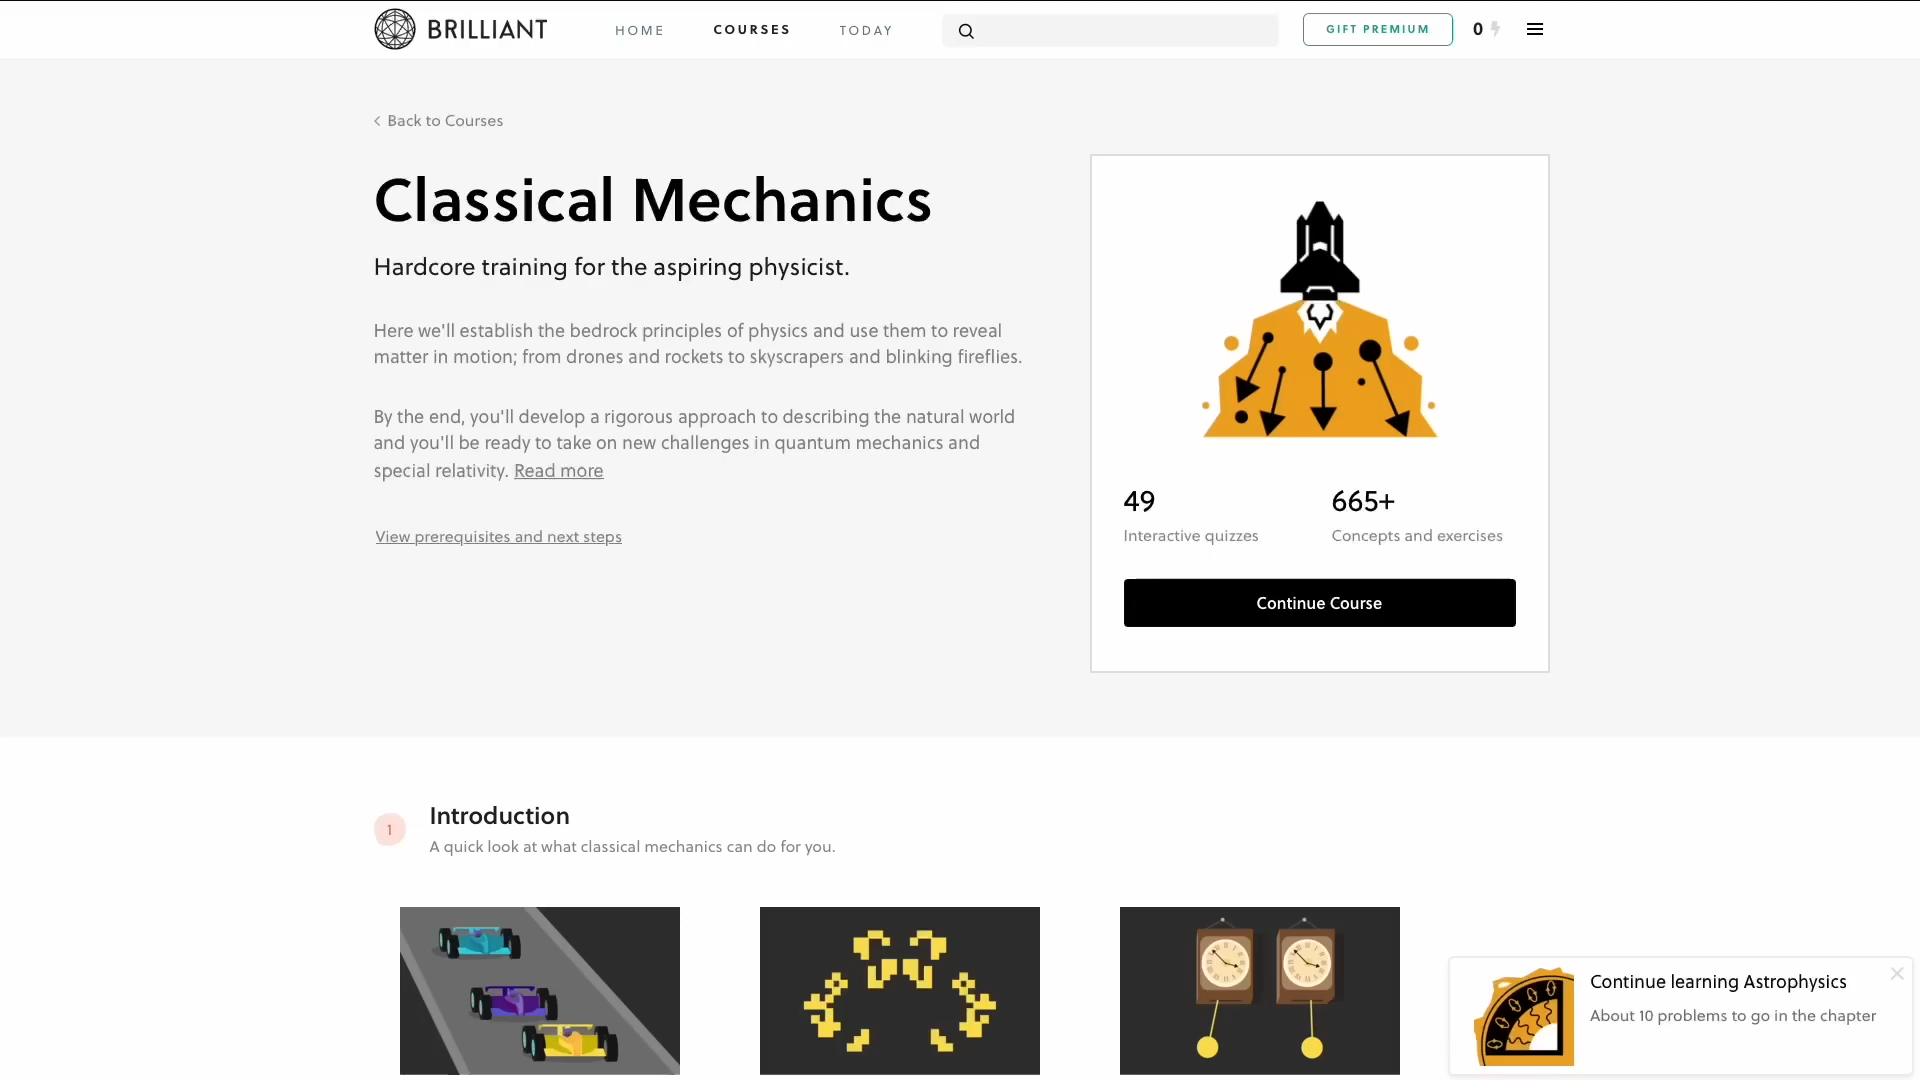 BRILLIANT
HOME
COURSES
TODAY
GIFT PREMIUM
0
Back to Courses
Classical Mechanics
Hardcore training for the aspiring physicist.
Here we'll establish the bedrock principles of physics and use them to reveal
matter in motion; from drones and rockets to skyscrapers and blinking fireflies.
By the end, you'll develop a rigorous approach to describing the natural world
and you'll be ready to take on new challenges in quantum mechanics and
special relativity. Read more
View prerequisites and next steps
49
Interactive quizzes
665+
Concepts and exercises
Continue Course
1
Introduction
A quick look at what classical mechanics can do for you.
Continue learning Astrophysics
About 10 problems to go in the chapter